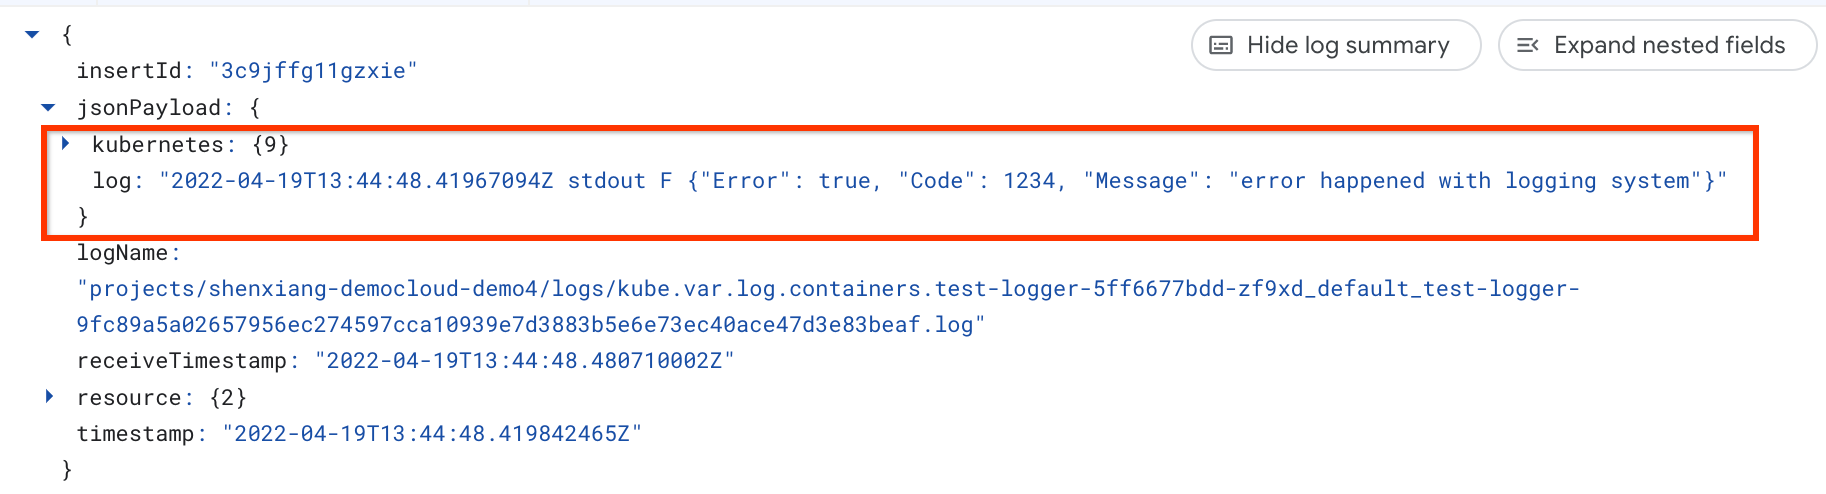 {
Hide log summary
Expand nested fields
insertId: "3c9jffg11gzxie"
jsonPayload: {
kubernetes: {9}
log: "2022-04-19T13:44:48.41967094Z stdout F {"Error": true, "Code": 1234, "Message": "error happened with logging system"}"
}
logName:
"projects/shenxiang-democloud-demo4/logs/kube.var.log.containers.test-logger-5ff6677bdd-zf9xd_default_test-logger-
9fc89a5a02657956ec274597cca10939e7d3883b5e6e73ec40ace47d3e83beaf.log"
receiveTimestamp: "2022-04-19T13:44:48.480710002Z"
resource: {2}
timestamp: "2022-04-19T13:44:48.419842465Z"
}